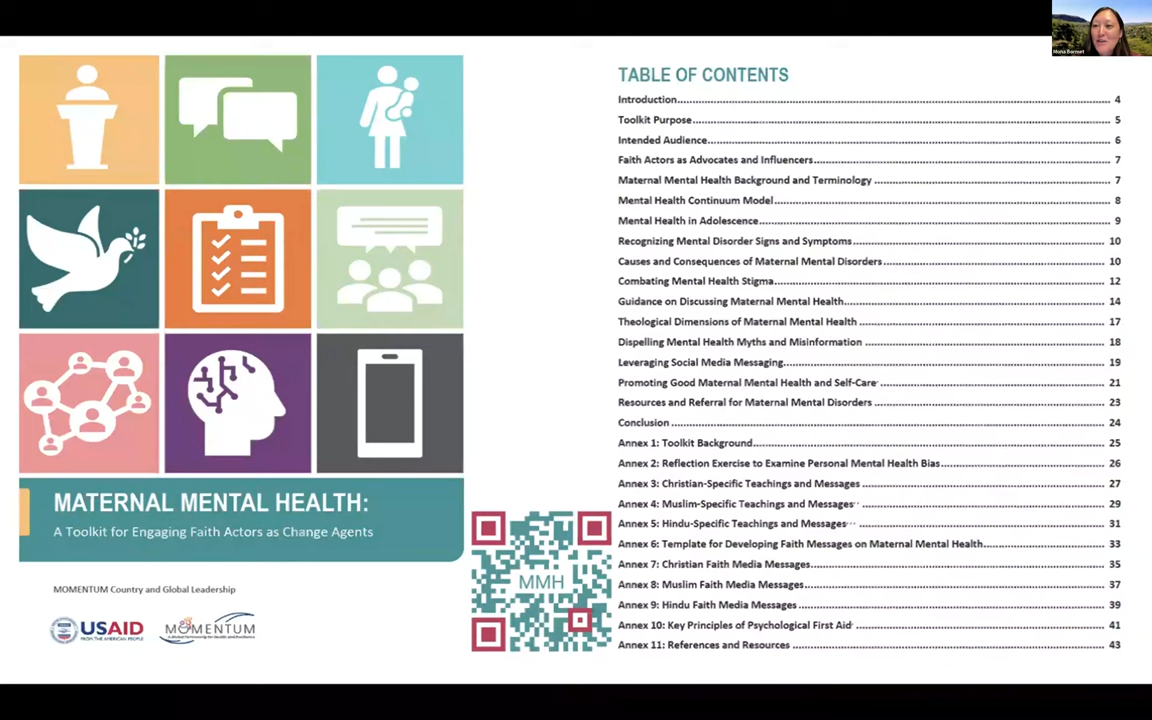 Mona Bormet
MATERNAL MENTAL HEALTH:
A Toolkit for Engaging Faith Actors as Change Agents
MOMENTUM Country and Global Leadership
USAID
FROM THE AMERICAN PEOPLE
MOMENTUM
A Global Partnership for Health and Resilience
MMH
TABLE OF CONTENTS
Introduction 4
Toolkit Purpose 5
Intended Audience 6
Faith Actors as Advocates and Influencers 7
Maternal Mental Health Background and Terminology 7
Mental Health Continuum Model 8
Mental Health in Adolescence 9
Recognizing Mental Disorder Signs and Symptoms 10
Causes and Consequences of Maternal Mental Disorders 10
Combating Mental Health Stigma 12
Guidance on Discussing Maternal Mental Health 14
Theological Dimensions of Maternal Mental Health 17
Dispelling Mental Health Myths and Misinformation 18
Leveraging Social Media Messaging 19
Promoting Good Maternal Mental Health and Self-Care 21
Resources and Referral for Maternal Mental Disorders 23
Conclusion 24
Annex 1: Toolkit Background 25
Annex 2: Reflection Exercise to Examine Personal Mental Health Bias 26
Annex 3: Christian-Specific Teachings and Messages 27
Annex 4: Muslim-Specific Teachings and Messages 29
Annex 5: Hindu-Specific Teachings and Messages 31
Annex 6: Template for Developing Faith Messages on Maternal Mental Health 33
Annex 7: Christian Faith Media Messages 35
Annex 8: Muslim Faith Media Messages 37
Annex 9: Hindu Faith Media Messages 39
Annex 10: Key Principles of Psychological First Aid 41
Annex 11: References and Resources 43